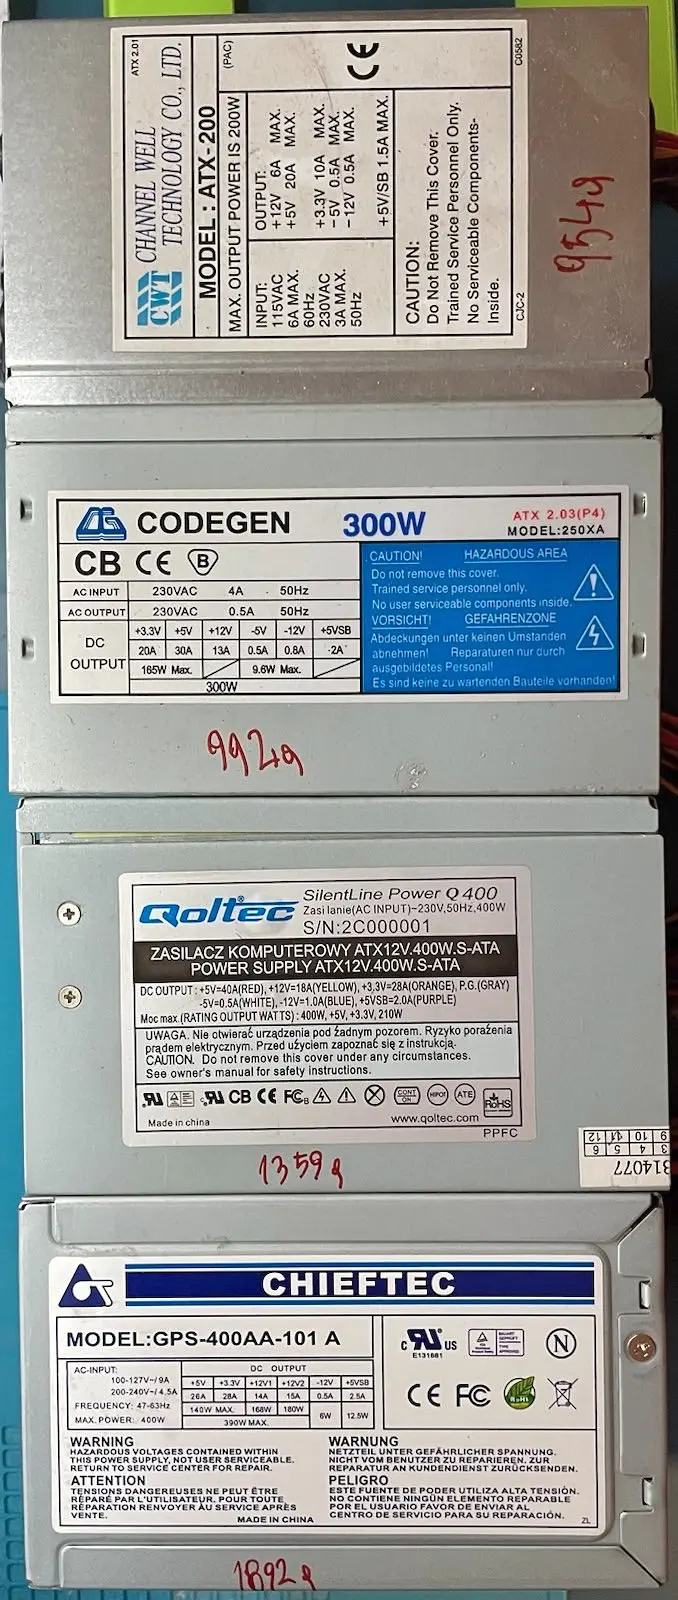 ATX 2.01
CWT
CHANNEL WELL
TECHNOLOGY CO., LTD.
MODEL : ATX-200
(PAC)
MAX. OUTPUT POWER IS 200W
CE
INPUT:
115VAC
6A MAX.
60Hz
230VAC
3A MAX.
50Hz
OUTPUT:
+12V 6A MAX.
+5V 20A MAX.
+3.3V 10A MAX.
-5V 0.5A MAX.
-12V 0.5A MAX.
+5V/SB 1.5A MAX.
CAUTION:
Do Not Remove This Cover.
Trained Service Personnel Only.
No Serviceable Components-
Inside.
CJC-2
C0582
954g
CODEGEN 300W ATX 2.03(P4)
MODEL:250XA
CB CE B
AC INPUT 230VAC 4A 50Hz
AC OUTPUT 230VAC 0.5A 50Hz
DC OUTPUT
+3.3V +5V +12V -5V -12V +5VSB
20A 30A 13A 0.5A 0.8A 2A
165W Max. 9.6W Max.
300W
CAUTION! HAZARDOUS AREA
Do not remove this cover.
Trained service personnel only.
No user serviceable components inside.
VORSICHT! GEFAHRENZONE
Abdeckungen unter keinen Umständen
abnehmen! Reparaturen nur durch
ausgebildetes Personal!
Es sind keine zu wartenden Bauteile vorhanden!
992g
Qoltec SilentLine Power Q 400
Zasi lanie(AC INPUT)~230V,50Hz,400W
S/N:2C000001
ZASILACZ KOMPUTEROWY ATX12V.400W.S-ATA
POWER SUPPLY ATX12V.400W.S-ATA
DC OUTPUT : +5V=40A(RED), +12V=18A(YELLOW), +3.3V=28A(ORANGE), P.G.(GRAY)
-5V=0.5A(WHITE), -12V=1.0A(BLUE), +5VSB=2.0A(PURPLE)
Moc max.(RATING OUTPUT WATTS) : 400W, +5V, +3.3V, 210W
UWAGA. Nie otwierać urządzenia pod żadnym pozorem. Ryzyko porażenia
prądem elektrycznym. Przed użyciem zapoznać się z instrukcją.
CAUTION. Do not remove this cover under any circumstances.
See owner's manual for safety instructions.
CB CE FC HIPOT ATE RoHS
Made in china www.qoltec.com
PPFC
314077
3 4 5 6
9 10 11 12
1359g
CHIEFTEC
MODEL:GPS-400AA-101 A
AC-INPUT:
100-127V~/ 9A
200-240V~/ 4.5A
FREQUENCY: 47-63Hz
MAX.POWER: 400W
DC OUTPUT
+5V +3.3V +12V1 +12V2 -12V +5VSB
26A 28A 14A 15A 0.5A 2.5A
140W MAX. 168W 180W 6W 12.5W
390W MAX.
c US
E131881
N
CE FC RoHS
WARNING
HAZARDOUS VOLTAGES CONTAINED WITHIN
THIS POWER SUPPLY, NOT USER SERVICEABLE.
RETURN TO SERVICE CENTER FOR REPAIR.
ATTENTION
TENSIONS DANGEREUSES NE PEUT ÊTRE
RÉPARÉ PAR L'UTILISATEUR. POUR TOUTE
RÉPARATION RENVOYER AU SERVICE APRÈS
VENTE.
MADE IN CHINA
WARNUNG
NETZTEIL UNTER GEFÄHRLICHER SPANNUNG.
NICHT VOM BENUTZER ZU REPARIEREN. ZUR
REPARATUR AN KUNDENDIENST ZURÜCKSENDEN.
PELIGRO
ESTE FUENTE DE PODER UTILIZA ALTA TENSIÓN.
NO CONTIENE NINGÚN ELEMENTO REPARABLE
POR EL USUARIO FAVOR DE ENVIAR AL
CENTRO DE SERVICIO PARA SU REPARACIÓN.
ZL
1892g